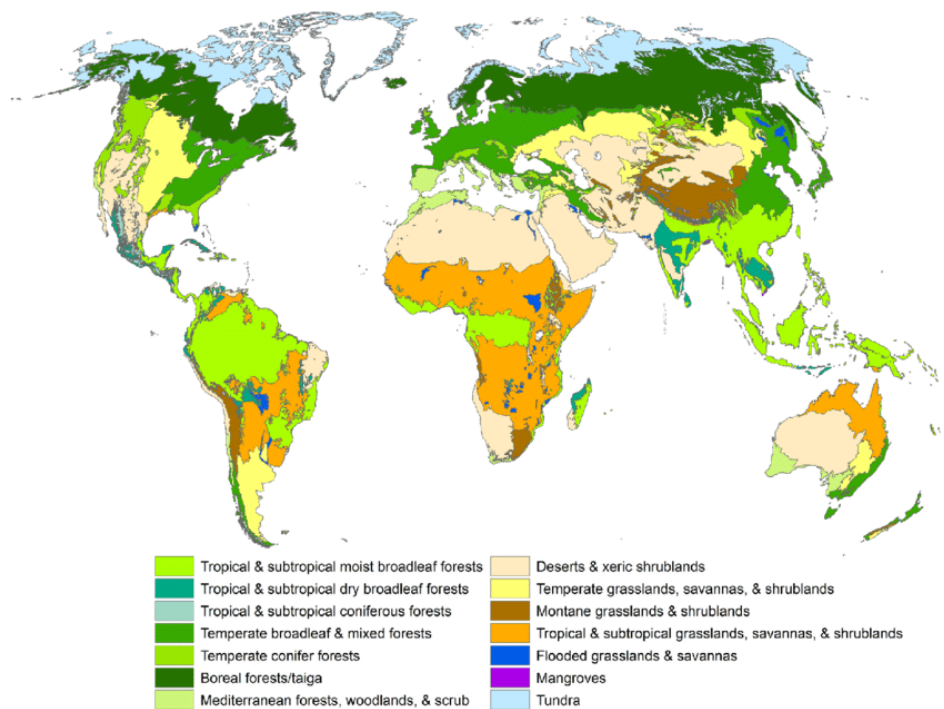 Tropical & subtropical moist broadleaf forests
Tropical & subtropical dry broadleaf forests
Tropical & subtropical coniferous forests
Temperate broadleaf & mixed forests
Temperate conifer forests
Boreal forests/taiga
Mediterranean forests, woodlands, & scrub
Deserts & xeric shrublands
Temperate grasslands, savannas, & shrublands
Montane grasslands & shrublands
Tropical & subtropical grasslands, savannas, & shrublands
Flooded grasslands & savannas
Mangroves
Tundra